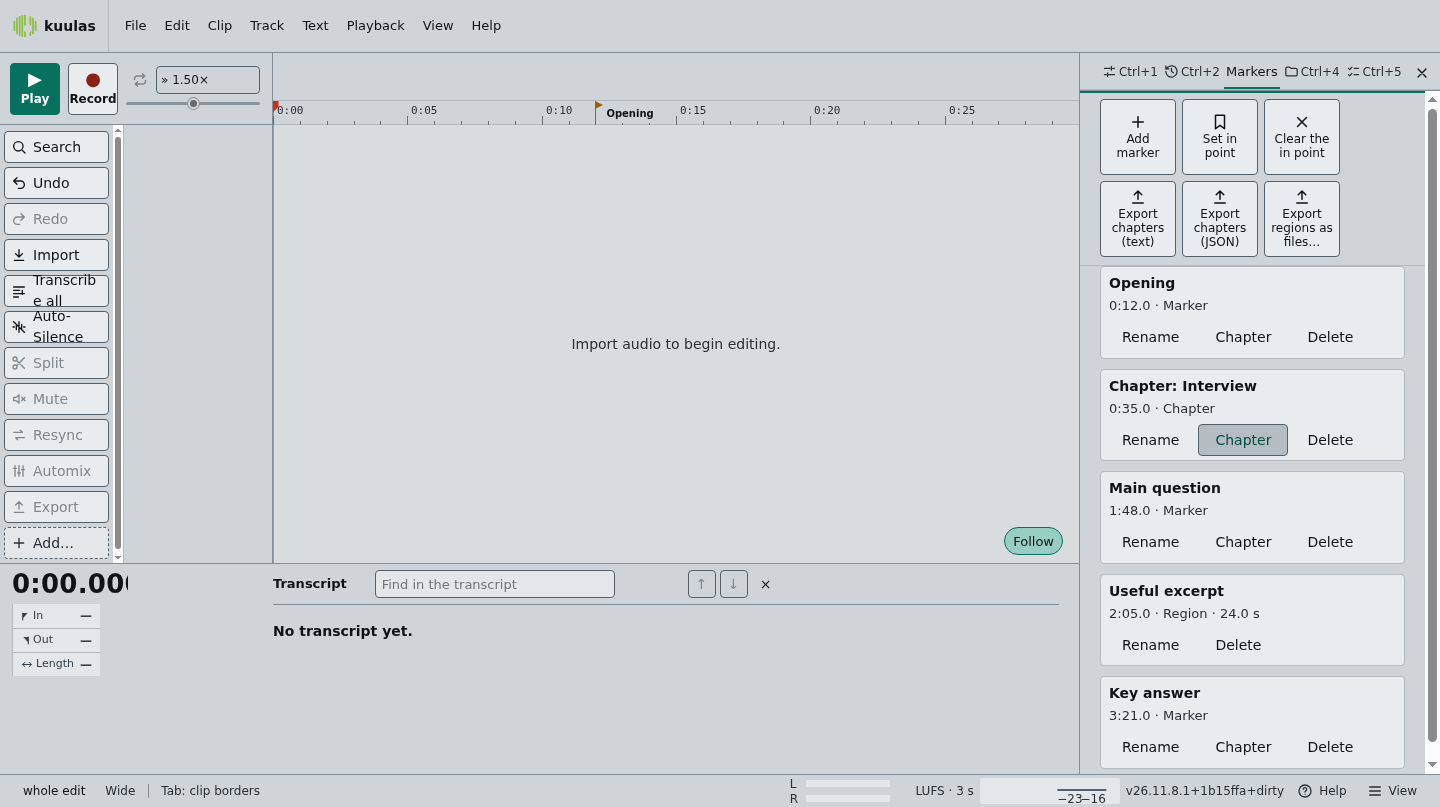 kuulas File Edit Clip Track Text Playback View Help
Play Record » 1.50×
Ctrl+1 Ctrl+2 Markers Ctrl+4 Ctrl+5
0:00 0:05 0:10 Opening 0:15 0:20 0:25
Search
Undo
Redo
Import
Transcrib
e all
Auto-
Silence
Split
Mute
Resync
Automix
Export
Add...
Import audio to begin editing.
Follow
Add
marker
Set in
point
Clear the
in point
Export
chapters
(text)
Export
chapters
(JSON)
Export
regions as
files...
Opening
0:12.0 · Marker
Rename Chapter Delete
Chapter: Interview
0:35.0 · Chapter
Rename Chapter Delete
Main question
1:48.0 · Marker
Rename Chapter Delete
Useful excerpt
2:05.0 · Region · 24.0 s
Rename Delete
Key answer
3:21.0 · Marker
Rename Chapter Delete
0:00.00
In —
Out —
Length —
Transcript Find in the transcript
No transcript yet.
whole edit Wide Tab: clip borders
L
R
LUFS · 3 s
−23 −16
v26.11.8.1+1b15ffa+dirty Help View